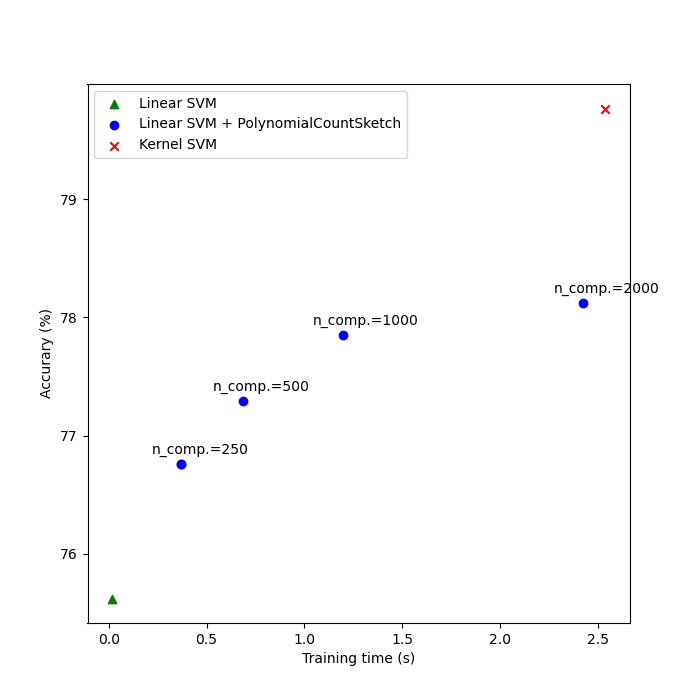 Linear SVM
Linear SVM + PolynomialCountSketch
Kernel SVM
79
78
77
76
Accurary (%)
n_comp.=2000
n_comp.=1000
n_comp.=500
n_comp.=250
0.0 0.5 1.0 1.5 2.0 2.5
Training time (s)